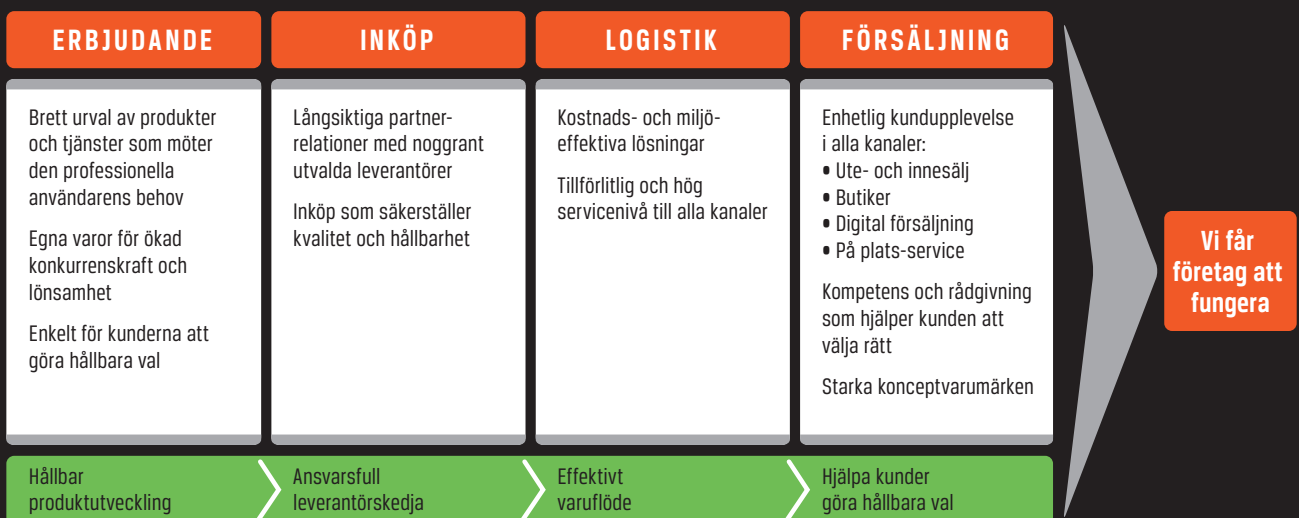 ERBJUDANDE
Brett urval av produkter
och tjänster som möter
den professionella
användarens behov
Egna varor för ökad
konkurrenskraft och
lönsamhet
Enkelt för kunderna att
göra hållbara val
Hållbar
produktutveckling
INKÖP
Långsiktiga partner-
relationer med noggrant
utvalda leverantörer
Inköp som säkerställer
kvalitet och hållbarhet
Ansvarsfull
leverantörskedja
LOGISTIK
Kostnads- och miljö-
effektiva lösningar
Tillförlitlig och hög
servicenivå till alla kanaler
Effektivt
varuflöde
FÖRSÄLJNING
Enhetlig kundupplevelse
i alla kanaler:
• Ute- och innesälj
• Butiker
• Digital försäljning
• På plats-service
Kompetens och rådgivning
som hjälper kunden att
välja rätt
Starka konceptvarumärken
Hjälpa kunder
göra hållbara val
Vi får
företag att
fungera